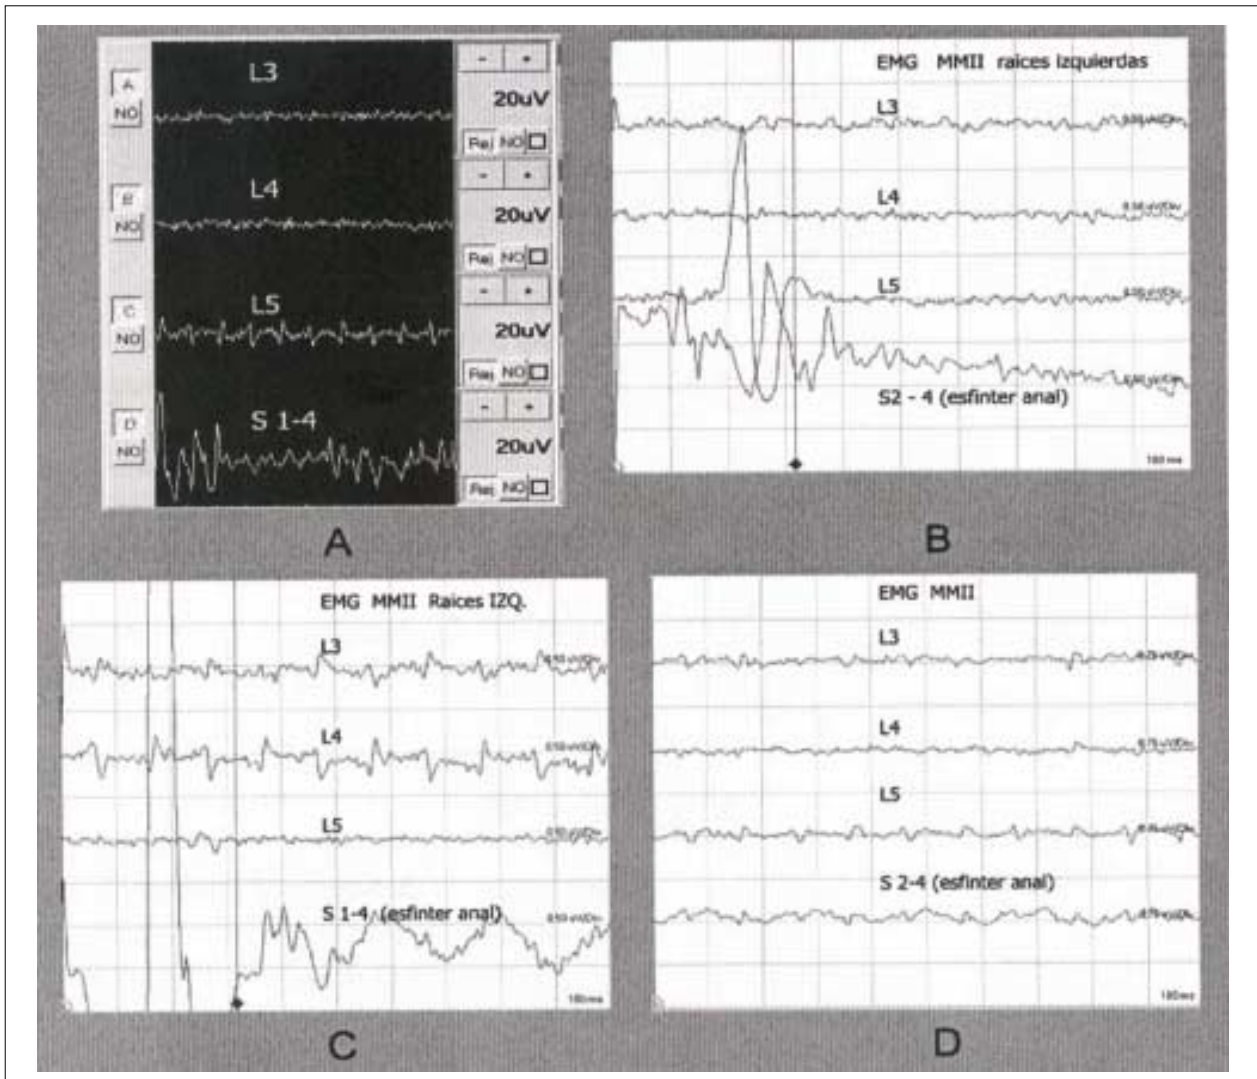 A
NO
L3
- +
20uV
Rej NO
B
NO
L4
- +
20uV
Rej NO
C
NO
L5
- +
20uV
Rej NO
D
NO
S 1-4
- +
20uV
Rej NO
A
EMG MMII raices izquierdas
L3
L4
L5
S2 - 4 (esfinter anal)
B
EMG MMII Raices IZQ.
L3
L4
L5
S 1-4 (esfinter anal)
C
EMG MMII
L3
L4
L5
S 2-4 (esfinter anal)
D